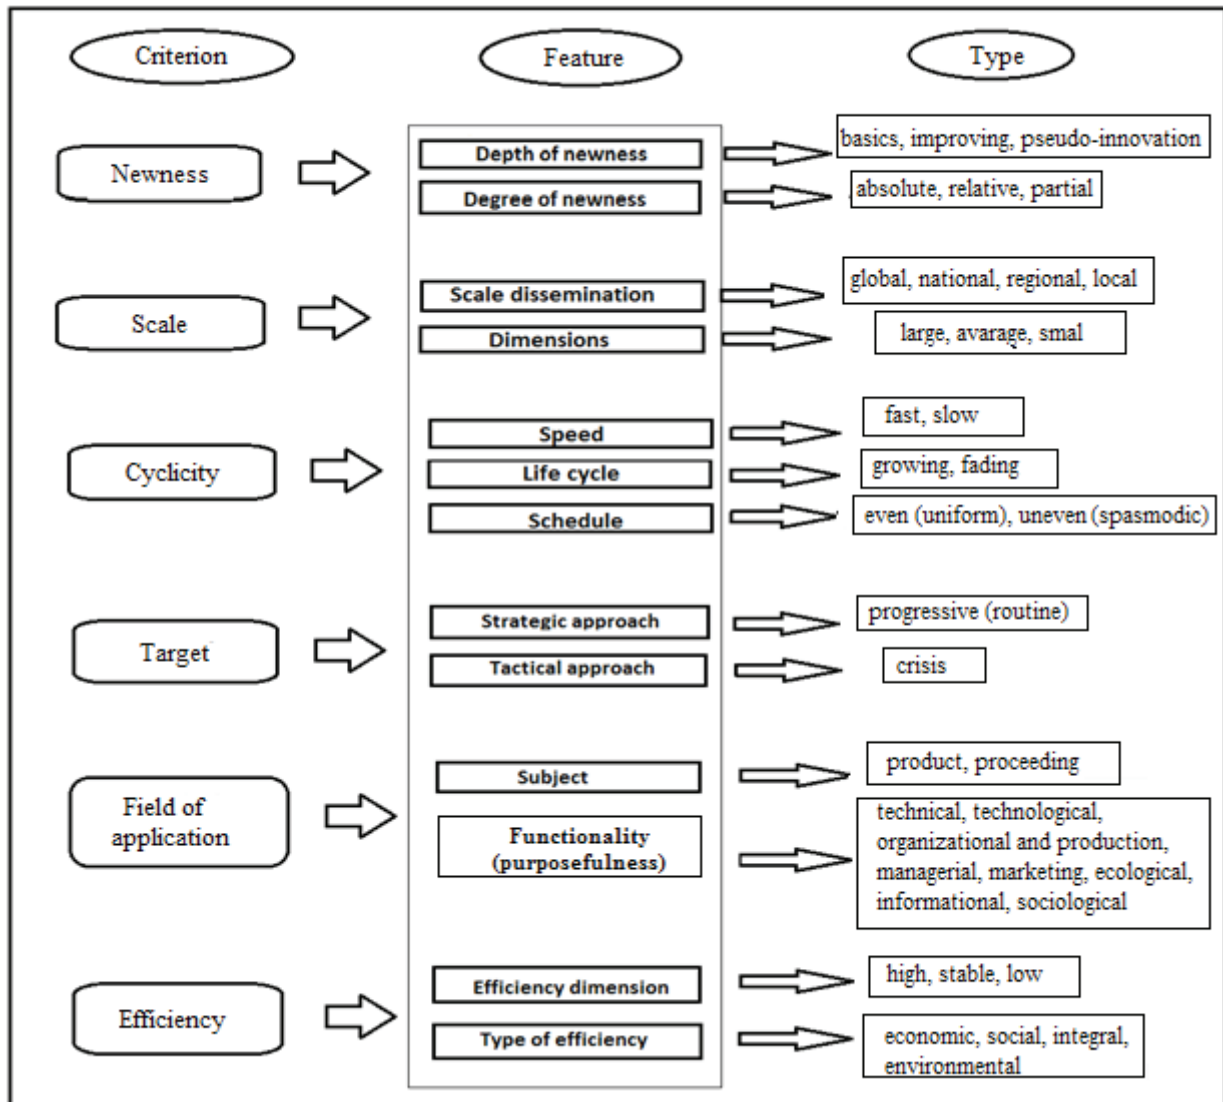 Criterion
Feature
Type
Newness
Depth of newness
basics, improving, pseudo-innovation
Degree of newness
absolute, relative, partial
Scale
Scale dissemination
global, national, regional, local
Dimensions
large, avarage, smal
Cyclicity
Speed
fast, slow
Life cycle
growing, fading
Schedule
even (uniform), uneven (spasmodic)
Target
Strategic approach
progressive (routine)
Tactical approach
crisis
Field of
application
Subject
product, proceeding
Functionality
(purposefulness)
technical, technological,
organizational and production,
managerial, marketing, ecological,
informational, sociological
Efficiency
Efficiency dimension
high, stable, low
Type of efficiency
economic, social, integral,
environmental